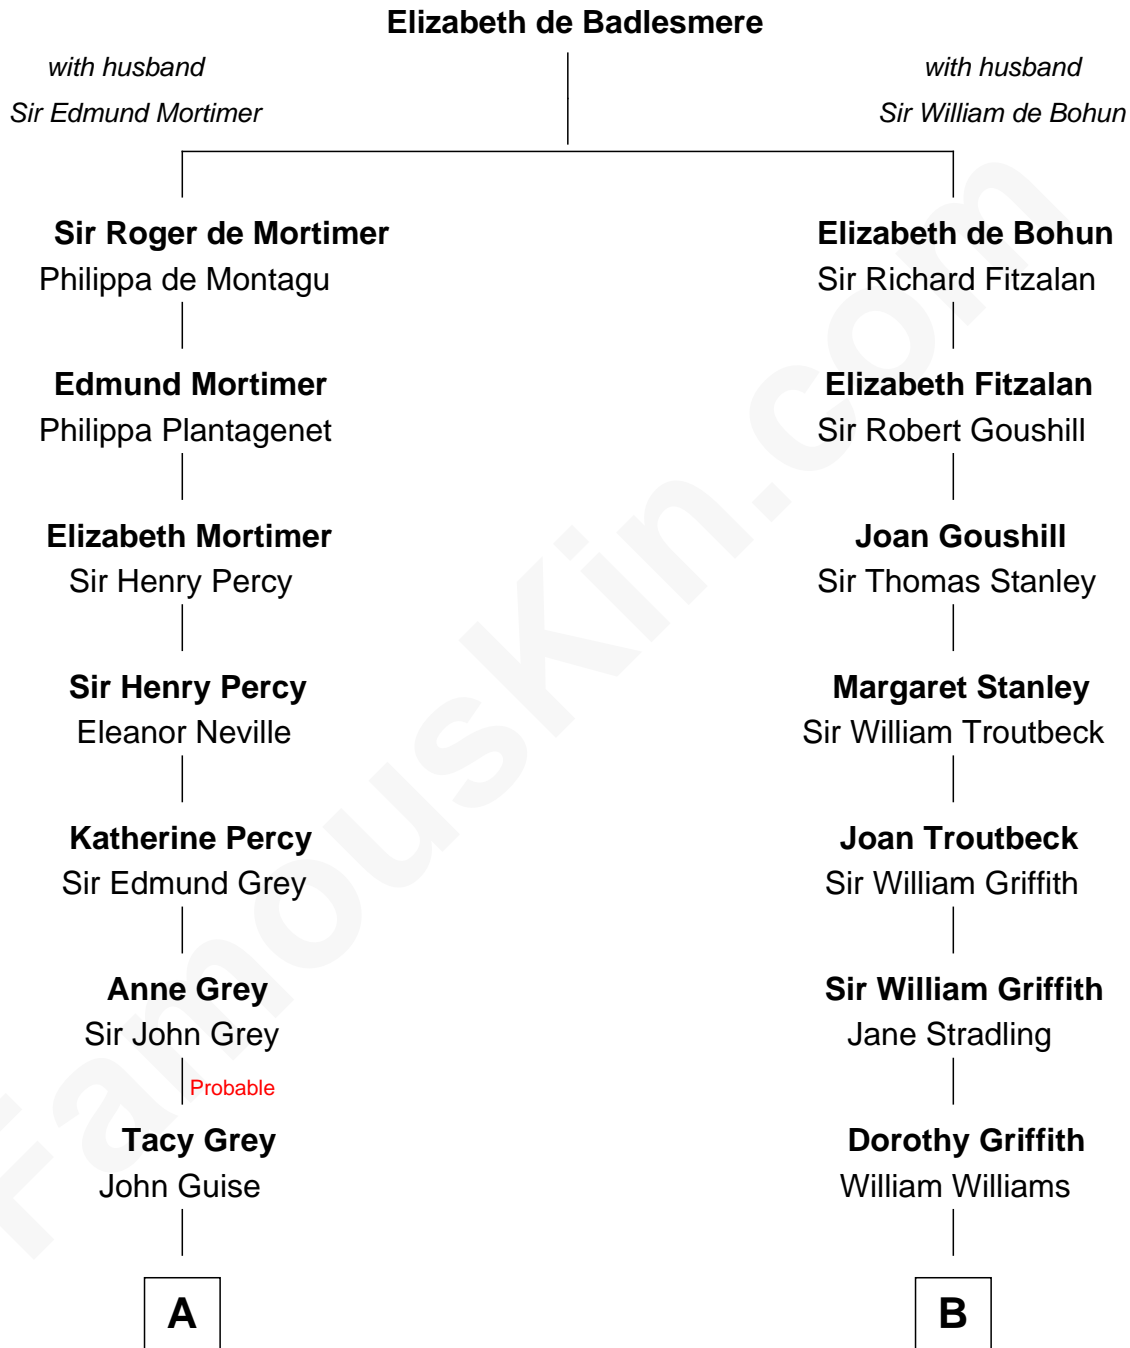 Elizabeth de Badlesmere
with husband
Sir Edmund Mortimer
with husband
Sir William de Bohun
Sir Roger de Mortimer
Philippa de Montagu
Elizabeth de Bohun
Sir Richard Fitzalan
Edmund Mortimer
Philippa Plantagenet
Elizabeth Fitzalan
Sir Robert Goushill
Elizabeth Mortimer
Sir Henry Percy
Joan Goushill
Sir Thomas Stanley
Sir Henry Percy
Eleanor Neville
Margaret Stanley
Sir William Troutbeck
Katherine Percy
Sir Edmund Grey
Joan Troutbeck
Sir William Griffith
Anne Grey
Sir John Grey
Sir William Griffith
Jane Stradling
Probable
Tacy Grey
John Guise
Dorothy Griffith
William Williams
A
B
FamousKin.com